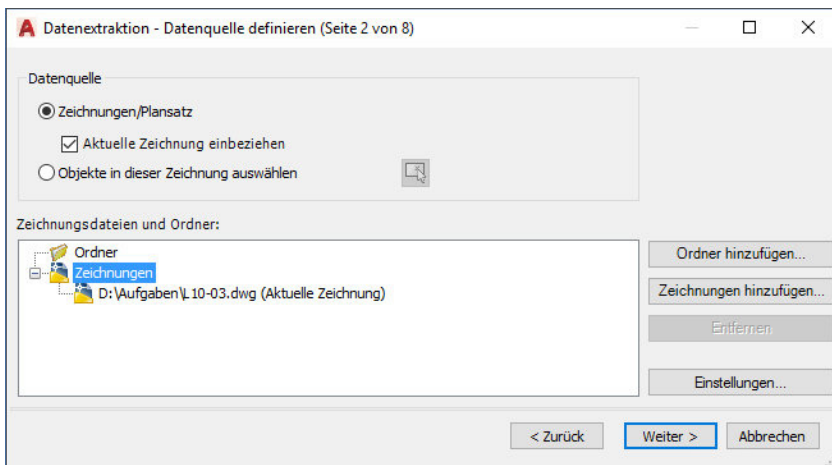 Datenextraktion - Datenquelle definieren (Seite 2 von 8)
Datenquelle
Zeichnungen/Plansatz
Aktuelle Zeichnung einbeziehen
Objekte in dieser Zeichnung auswählen
Zeichnungsdateien und Ordner:
Ordner
Zeichnungen
D:\Aufgaben\L10-03.dwg (Aktuelle Zeichnung)
Ordner hinzufügen...
Zeichnungen hinzufügen...
Entfernen
Einstellungen...
< Zurück
Weiter >
Abbrechen